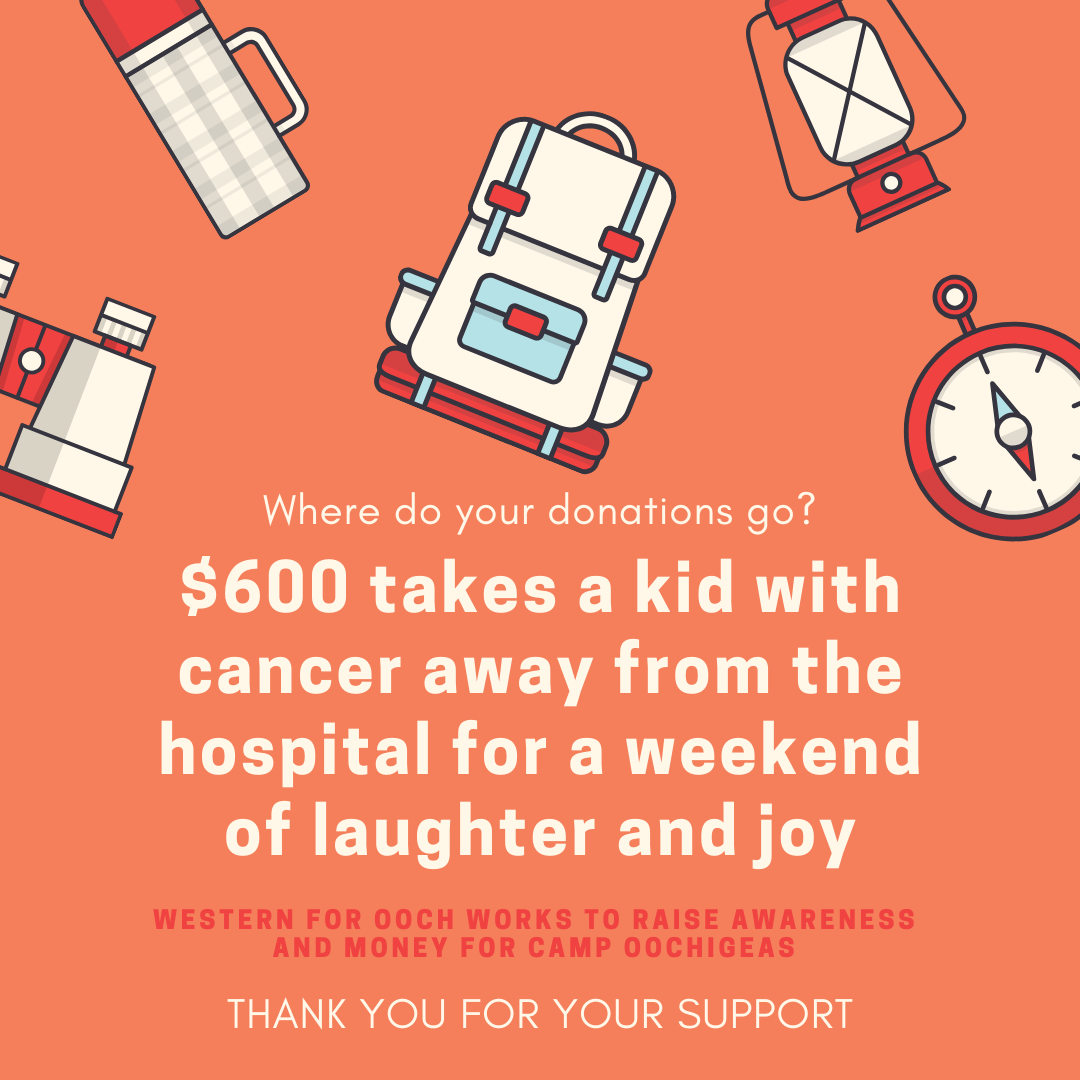 Where do your donations go?
$600 takes a kid with
cancer away from the
hospital for a weekend
of laughter and joy
WESTERN FOR OOCH WORKS TO RAISE AWARENESS
AND MONEY FOR CAMP OOCHIGEAS
THANK YOU FOR YOUR SUPPORT